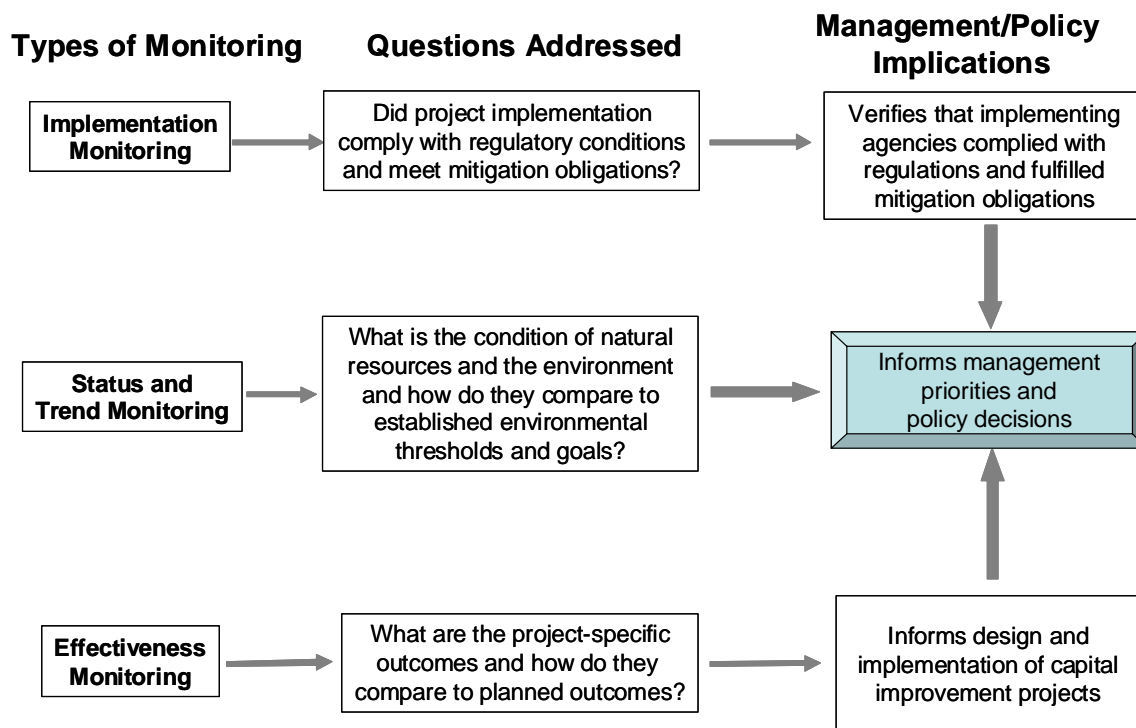 Types of Monitoring
Questions Addressed
Management/Policy
Implications
Implementation
Monitoring
Did project implementation
comply with regulatory conditions
and meet mitigation obligations?
Verifies that implementing
agencies complied with
regulations and fulfilled
mitigation obligations
Status and
Trend Monitoring
What is the condition of natural
resources and the environment
and how do they compare to
established environmental
thresholds and goals?
Informs management
priorities and
policy decisions
Effectiveness
Monitoring
What are the project-specific
outcomes and how do they
compare to planned outcomes?
Informs design and
implementation of capital
improvement projects